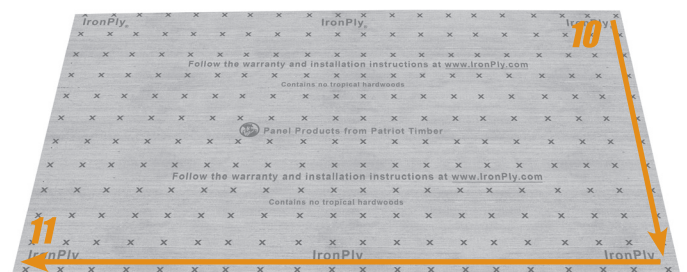 IronPly® IronPly® IronPly
10
Follow the warranty and installation instructions at www.IronPly.com
Contains no tropical hardwoods
Panel Products from Patriot Timber
Follow the warranty and installation instructions at www.IronPly.com
Contains no tropical hardwoods
11
IronPly IronPly IronPly